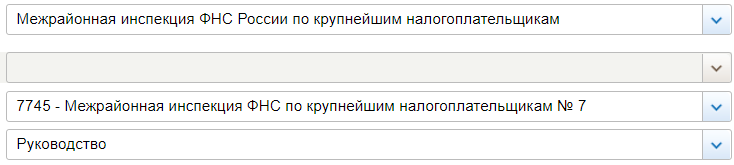 Межрайонная инспекция ФНС России по крупнейшим налогоплательщикам
7745 - Межрайонная инспекция ФНС по крупнейшим налогоплательщикам № 7
Руководство